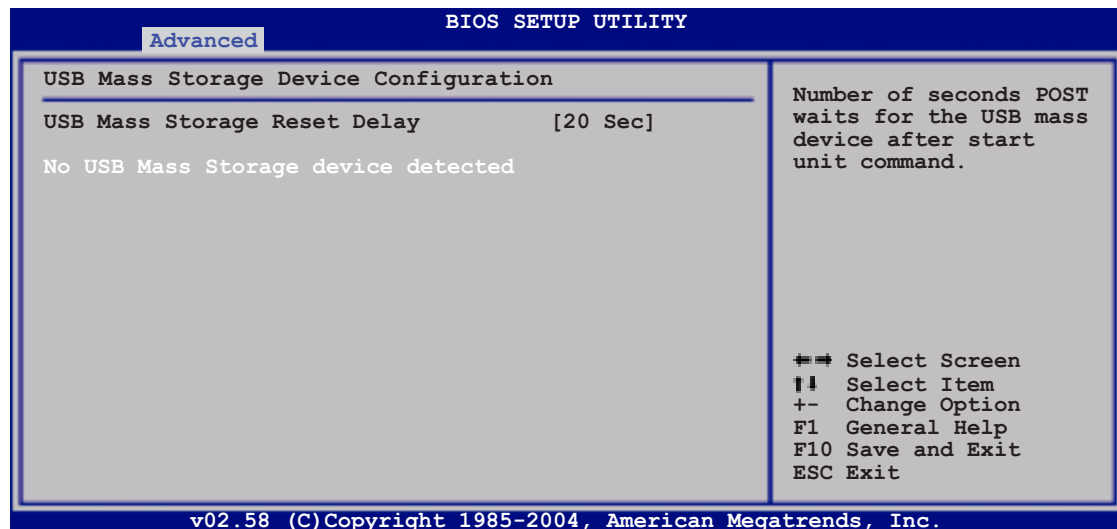 BIOS SETUP UTILITY
Advanced
USB Mass Storage Device Configuration
USB Mass Storage Reset Delay [20 Sec]
No USB Mass Storage device detected
Number of seconds POST
waits for the USB mass
device after start
unit command.
←→ Select Screen
↑↓ Select Item
+- Change Option
F1 General Help
F10 Save and Exit
ESC Exit
v02.58 (C)Copyright 1985-2004, American Megatrends, Inc.